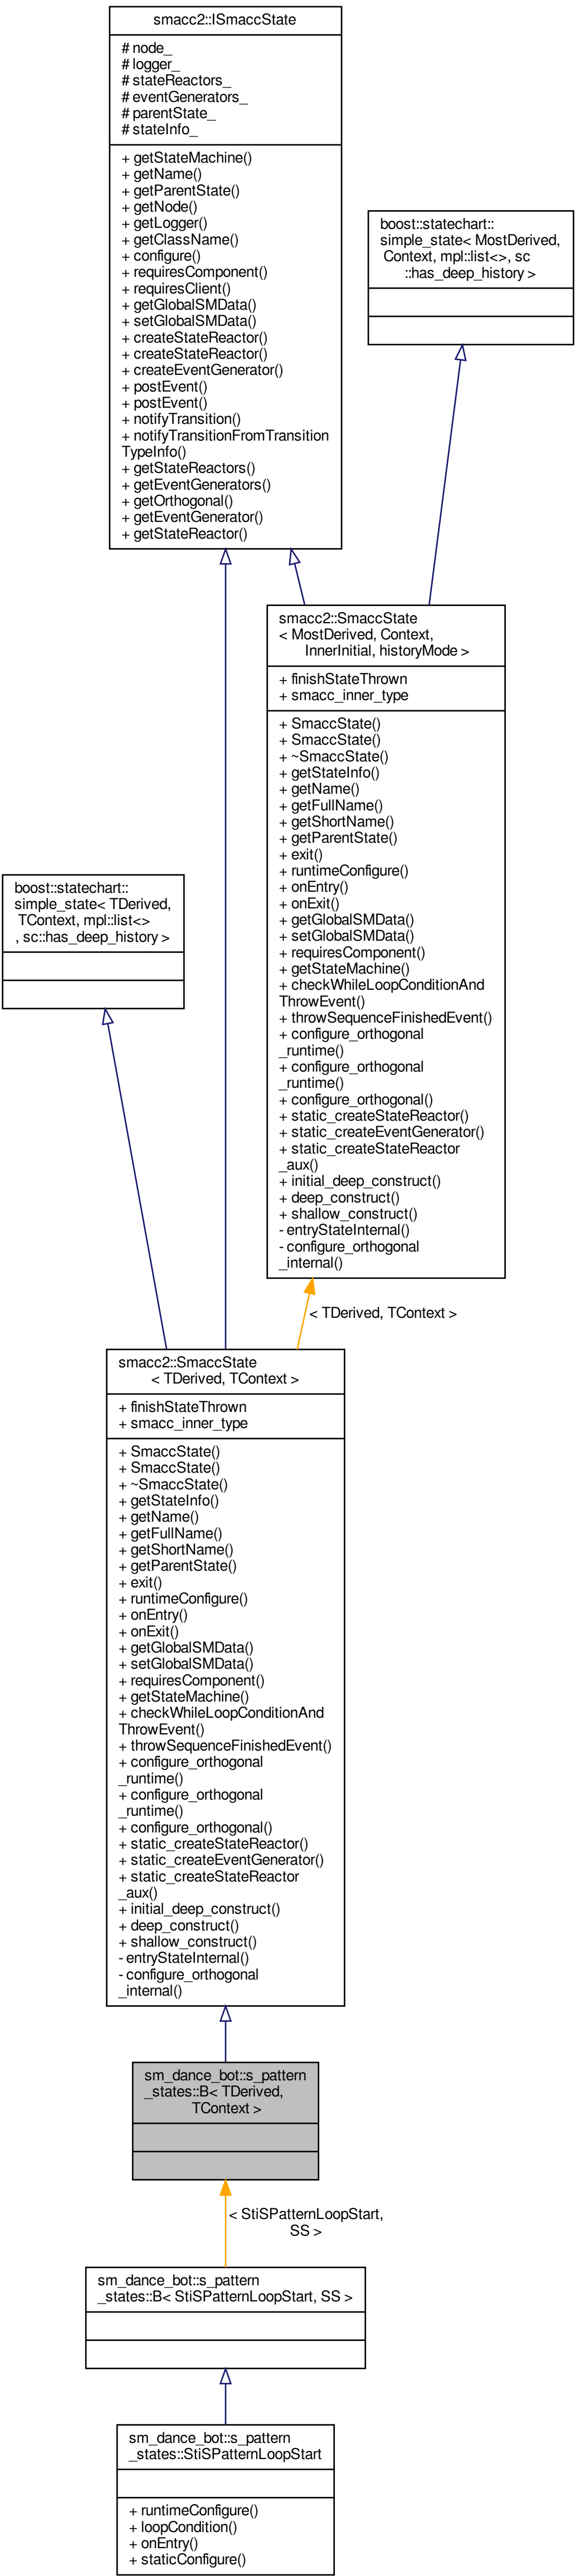 smacc2::ISmaccState
# node_
# logger_
# stateReactors_
# eventGenerators_
# parentState_
# stateInfo_
+ getStateMachine()
+ getName()
+ getParentState()
+ getNode()
+ getLogger()
+ getClassName()
+ configure()
+ requiresComponent()
+ requiresClient()
+ getGlobalSMData()
+ setGlobalSMData()
+ createStateReactor()
+ createStateReactor()
+ createEventGenerator()
+ postEvent()
+ postEvent()
+ notifyTransition()
+ notifyTransitionFromTransition
TypeInfo()
+ getStateReactors()
+ getEventGenerators()
+ getOrthogonal()
+ getEventGenerator()
+ getStateReactor()
boost::statechart::
simple_state< MostDerived,
Context, mpl::list<>, sc
::has_deep_history >
smacc2::SmaccState
< MostDerived, Context,
InnerInitial, historyMode >
+ finishStateThrown
+ smacc_inner_type
+ SmaccState()
+ SmaccState()
+ ~SmaccState()
+ getStateInfo()
+ getName()
+ getFullName()
+ getShortName()
+ getParentState()
+ exit()
+ runtimeConfigure()
+ onEntry()
+ onExit()
+ getGlobalSMData()
+ setGlobalSMData()
+ requiresComponent()
+ getStateMachine()
+ checkWhileLoopConditionAnd
ThrowEvent()
+ throwSequenceFinishedEvent()
+ configure_orthogonal
_runtime()
+ configure_orthogonal
_runtime()
+ configure_orthogonal()
+ static_createStateReactor()
+ static_createEventGenerator()
+ static_createStateReactor
_aux()
+ initial_deep_construct()
+ deep_construct()
+ shallow_construct()
- entryStateInternal()
- configure_orthogonal
_internal()
boost::statechart::
simple_state< TDerived,
TContext, mpl::list<>
, sc::has_deep_history >
< TDerived, TContext >
smacc2::SmaccState
< TDerived, TContext >
+ finishStateThrown
+ smacc_inner_type
+ SmaccState()
+ SmaccState()
+ ~SmaccState()
+ getStateInfo()
+ getName()
+ getFullName()
+ getShortName()
+ getParentState()
+ exit()
+ runtimeConfigure()
+ onEntry()
+ onExit()
+ getGlobalSMData()
+ setGlobalSMData()
+ requiresComponent()
+ getStateMachine()
+ checkWhileLoopConditionAnd
ThrowEvent()
+ throwSequenceFinishedEvent()
+ configure_orthogonal
_runtime()
+ configure_orthogonal
_runtime()
+ configure_orthogonal()
+ static_createStateReactor()
+ static_createEventGenerator()
+ static_createStateReactor
_aux()
+ initial_deep_construct()
+ deep_construct()
+ shallow_construct()
- entryStateInternal()
- configure_orthogonal
_internal()
sm_dance_bot::s_pattern
_states::B< TDerived,
TContext >
< StiSPatternLoopStart,
SS >
sm_dance_bot::s_pattern
_states::B< StiSPatternLoopStart, SS >
sm_dance_bot::s_pattern
_states::StiSPatternLoopStart
+ runtimeConfigure()
+ loopCondition()
+ onEntry()
+ staticConfigure()